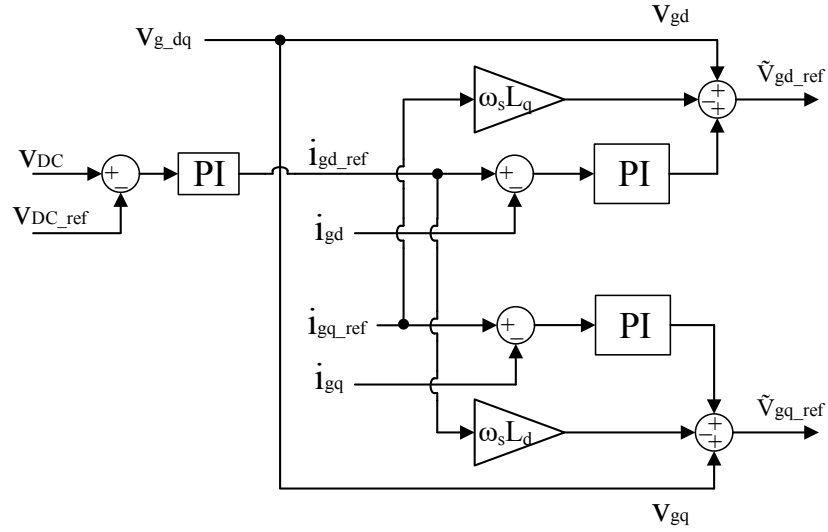 Vgd
Vg_dq
Ṽgd_ref
ωsLq
+
+
−
VDC
+
−
PI
igd_ref
+
−
PI
VDC_ref
igd
igq_ref
+
−
PI
igq
Ṽgq_ref
ωsLd
+
+
−
Vgq